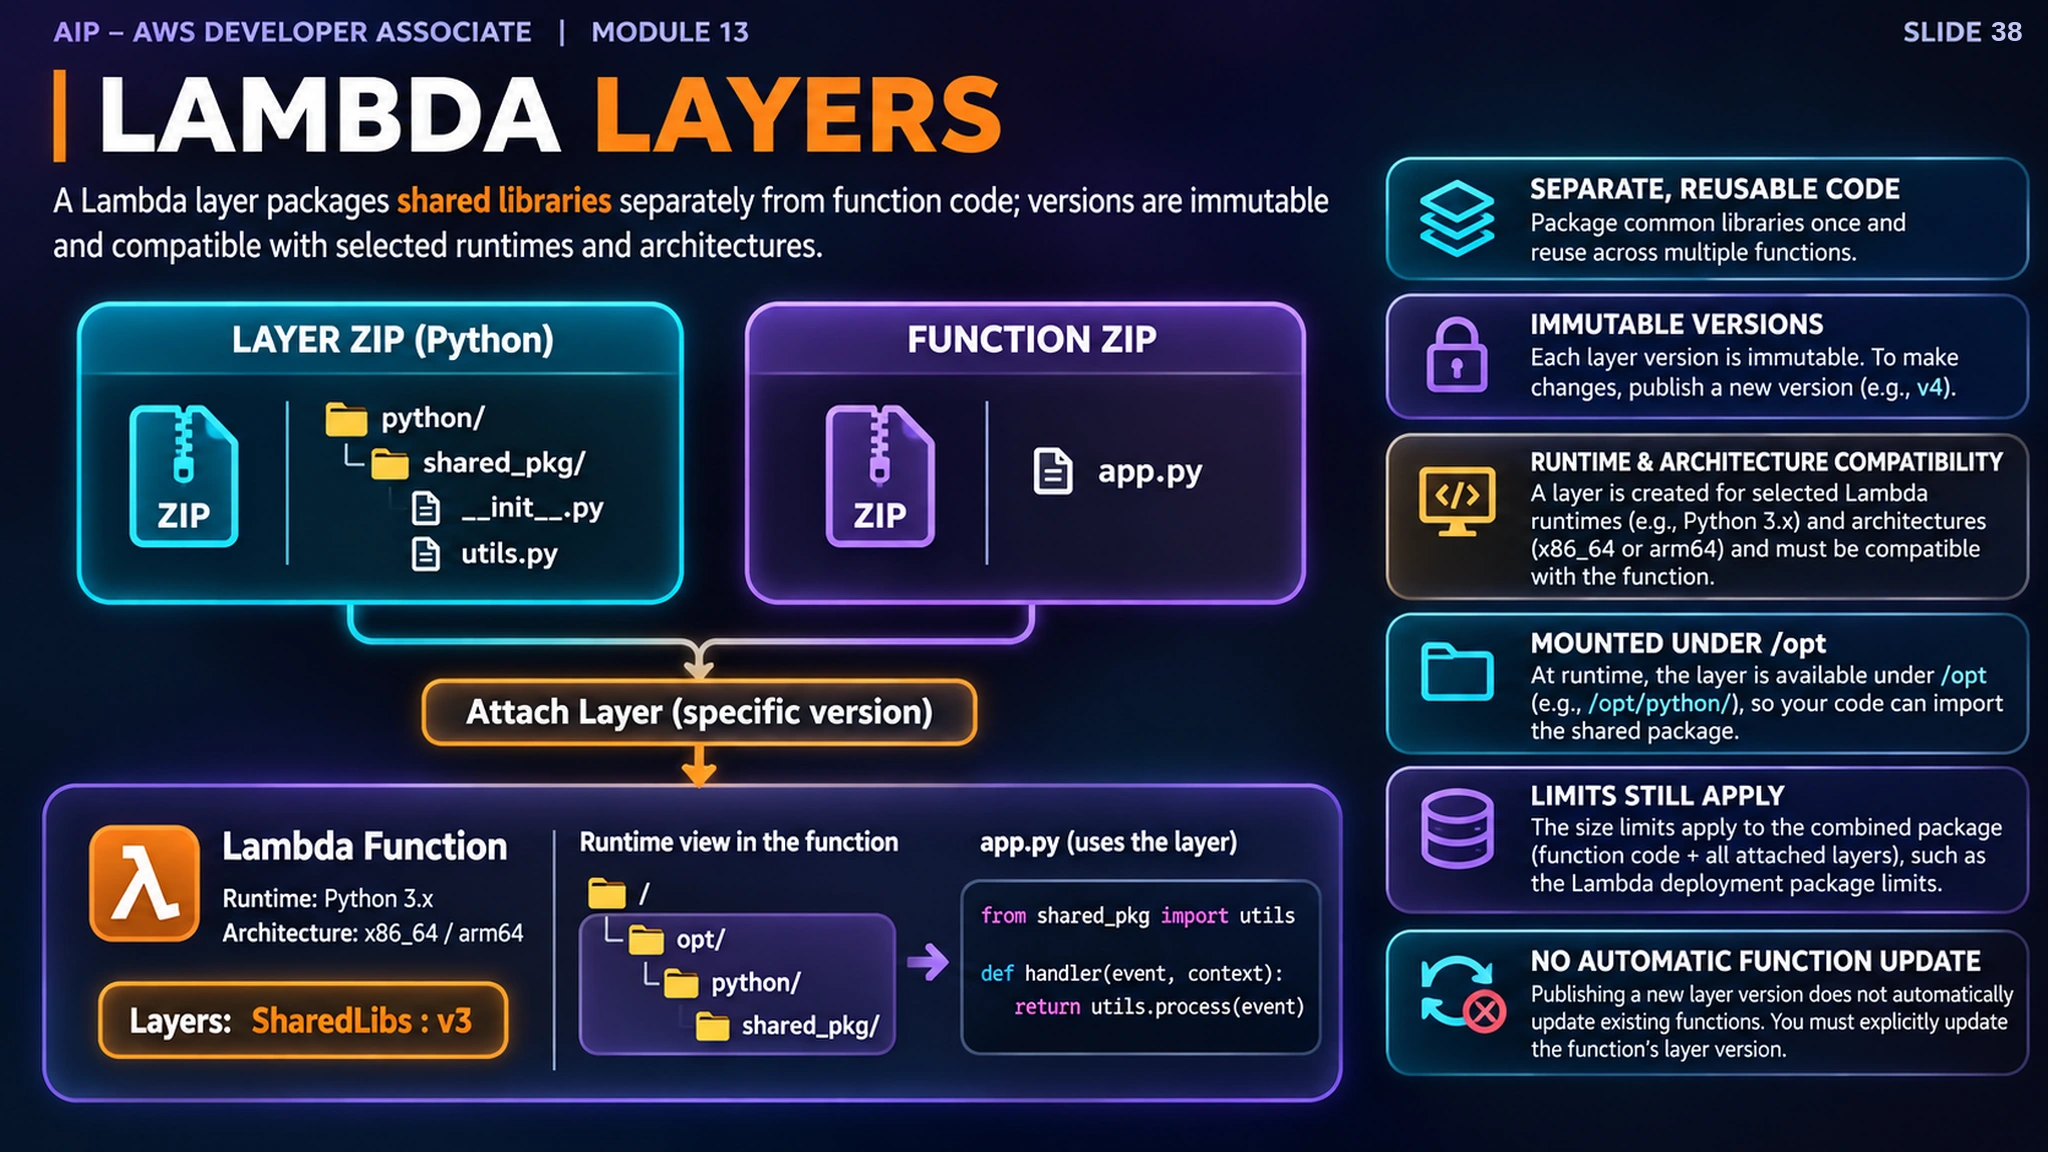 AIP – AWS DEVELOPER ASSOCIATE | MODULE 13
SLIDE 38
LAMBDA LAYERS
A Lambda layer packages shared libraries separately from function code; versions are immutable
and compatible with selected runtimes and architectures.
LAYER ZIP (Python)
ZIP
python/
shared_pkg/
__init__.py
utils.py
FUNCTION ZIP
ZIP
app.py
Attach Layer (specific version)
Lambda Function
Runtime: Python 3.x
Architecture: x86_64 / arm64
Layers: SharedLibs : v3
Runtime view in the function
/
opt/
python/
shared_pkg/
app.py (uses the layer)
from shared_pkg import utils
def handler(event, context):
return utils.process(event)
SEPARATE, REUSABLE CODE
Package common libraries once and
reuse across multiple functions.
IMMUTABLE VERSIONS
Each layer version is immutable. To make
changes, publish a new version (e.g., v4).
RUNTIME & ARCHITECTURE COMPATIBILITY
A layer is created for selected Lambda
runtimes (e.g., Python 3.x) and architectures
(x86_64 or arm64) and must be compatible
with the function.
MOUNTED UNDER /opt
At runtime, the layer is available under /opt
(e.g., /opt/python/), so your code can import
the shared package.
LIMITS STILL APPLY
The size limits apply to the combined package
(function code + all attached layers), such as
the Lambda deployment package limits.
NO AUTOMATIC FUNCTION UPDATE
Publishing a new layer version does not automatically
update existing functions. You must explicitly update
the function's layer version.